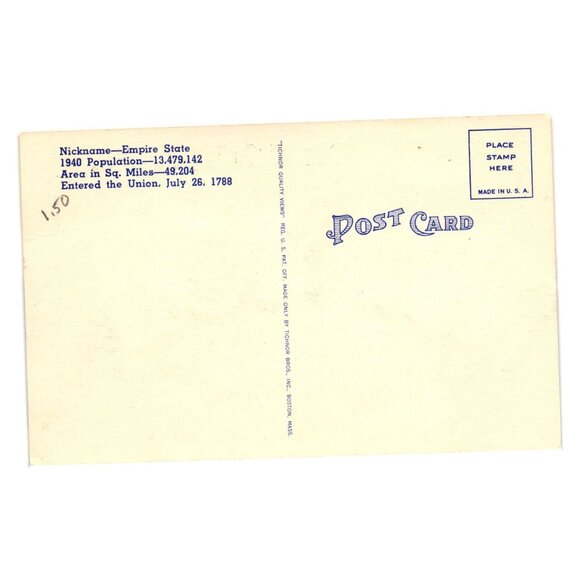 Nickname—Empire State
1940 Population—13,479,142
Area in Sq. Miles—49,204
Entered the Union, July 26, 1788
1.50
"TICHNOR QUALITY VIEWS" REG. U. S. PAT. OFF. MADE ONLY BY TICHNOR BROS., INC., BOSTON, MASS.
POST CARD
PLACE
STAMP
HERE
MADE IN U. S. A.